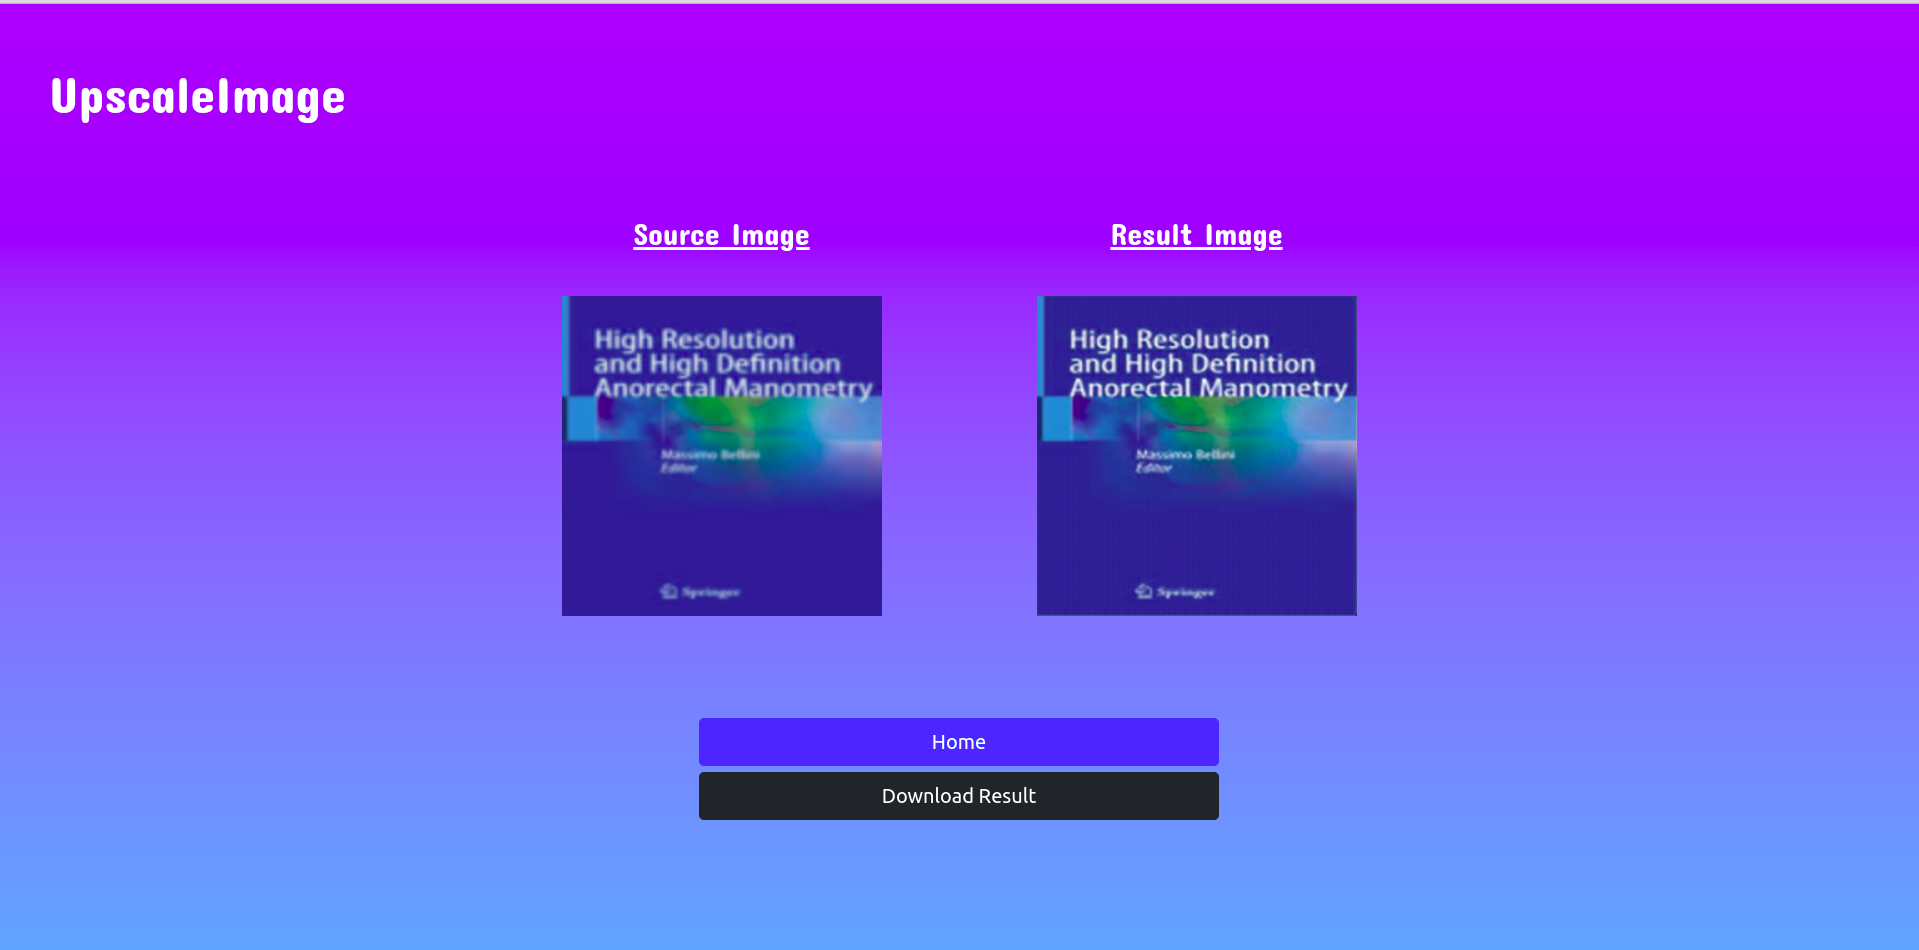 UpscaleImage
Source Image
Result Image
High Resolution
and High Definition
Anorectal Manometry
Massimo Bellini
Editor
Springer
High Resolution
and High Definition
Anorectal Manometry
Massimo Bellini
Editor
Springer
Home
Download Result